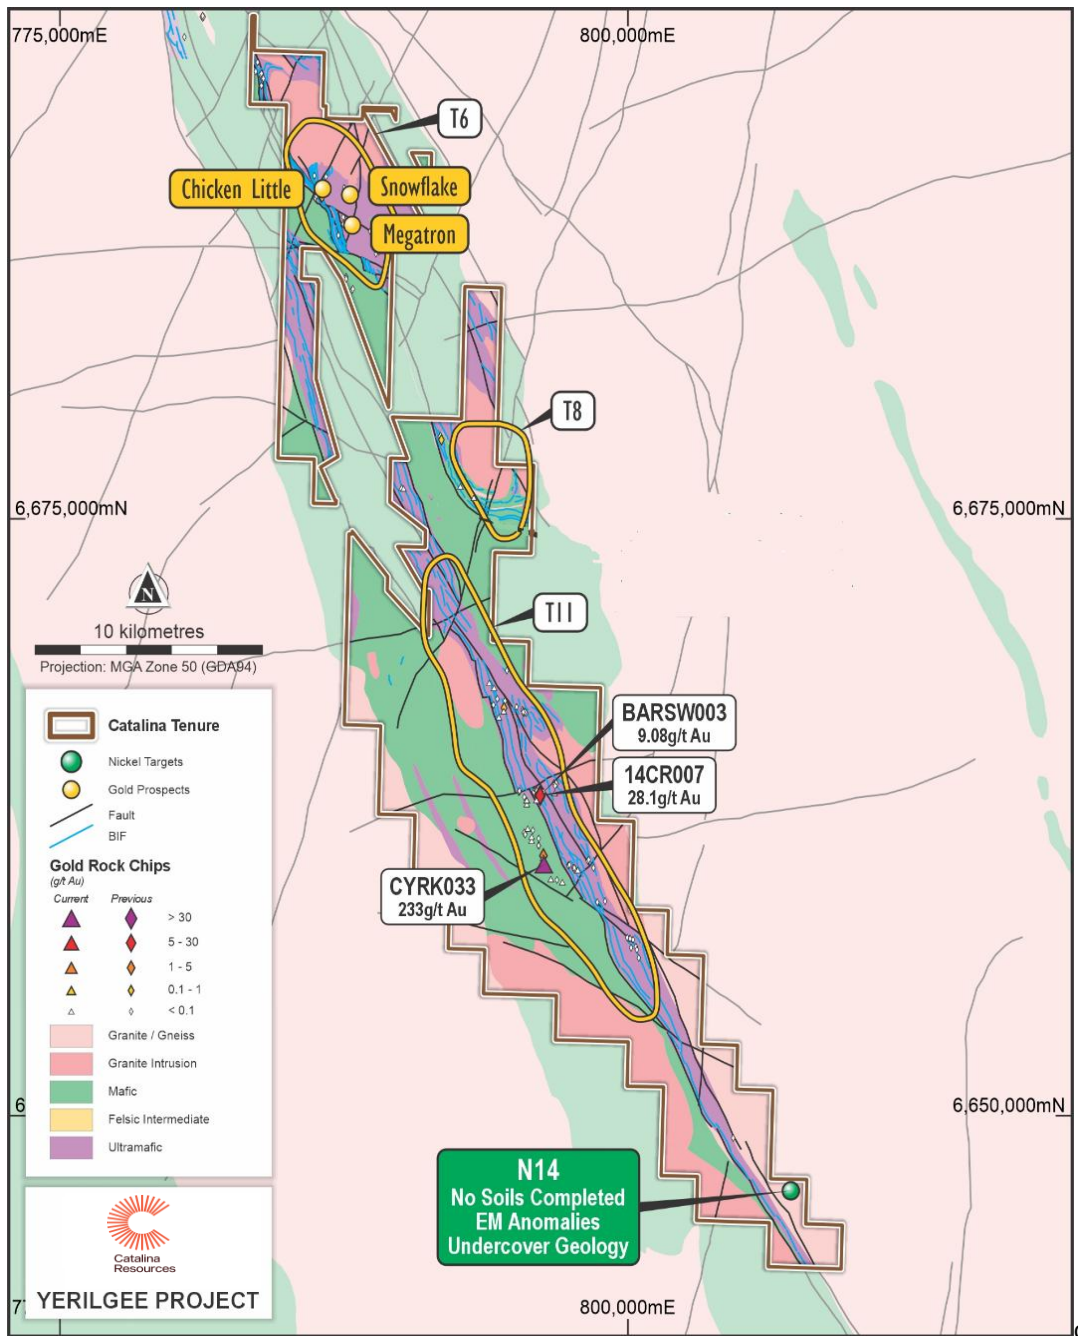 775,000mE
800,000mE
T6
Chicken Little
Snowflake
Megatron
T8
6,675,000mN
6,675,000mN
N
10 kilometres
Projection: MGA Zone 50 (GDA94)
T11
Catalina Tenure
Nickel Targets
Gold Prospects
Fault
BIF
Gold Rock Chips
(g/t Au)
Current Previous
> 30
5 - 30
1 - 5
0.1 - 1
< 0.1
Granite / Gneiss
Granite Intrusion
Mafic
Felsic Intermediate
Ultramafic
BARSW003
9.08g/t Au
14CR007
28.1g/t Au
CYRK033
233g/t Au
6
6,650,000mN
N14
No Soils Completed
EM Anomalies
Undercover Geology
Catalina
Resources
YERILGEE PROJECT
77
800,000mE